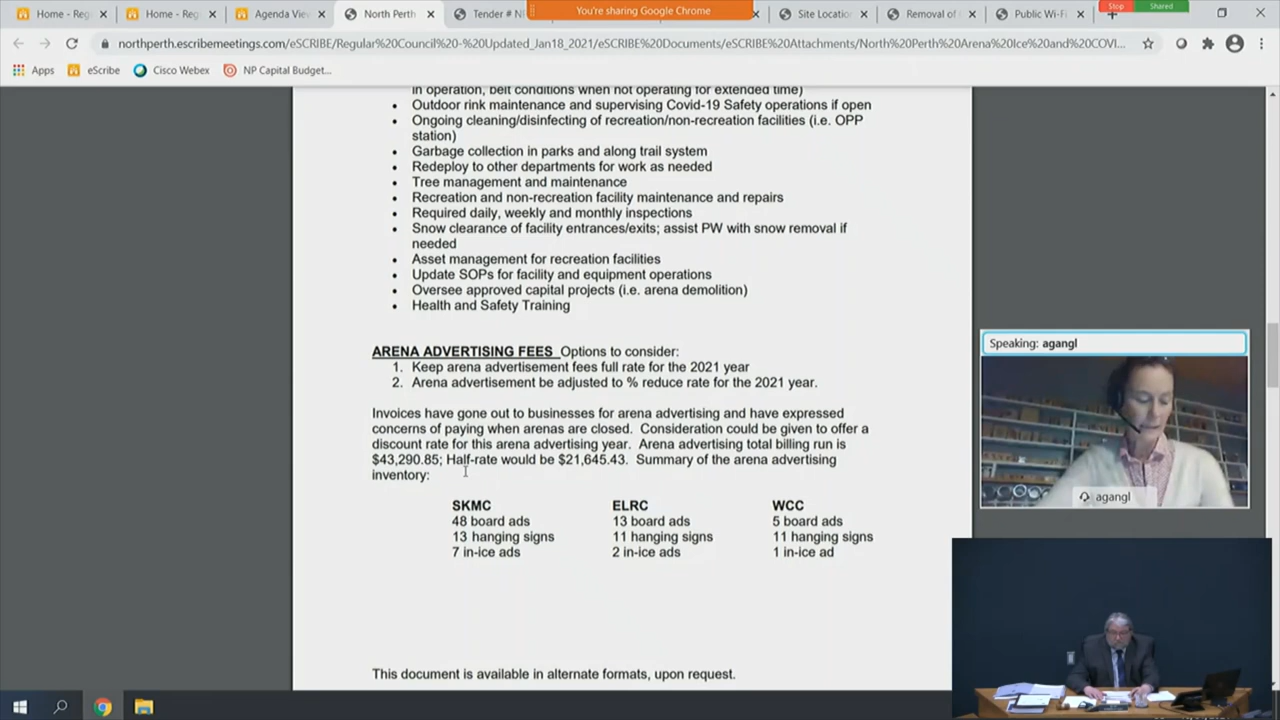 Home - Reg
Home - Reg
Agenda Viev
North Perth
Tender # N
You're sharing Google Chrome
Site Locatio
Removal of
Public Wi-F
Stop
Shared
northperth.escribemeetings.com/eSCRIBE/Regular%20Council%20-%20Updated_Jan18_2021/eSCRIBE%20Documents/eSCRIBE%20Attachments/North%20Perth%20Arena%20Ice%20and%20COVI...
Apps eScribe Cisco Webex NP Capital Budget...
in operation, belt conditions when not operating for extended time)
• Outdoor rink maintenance and supervising Covid-19 Safety operations if open
• Ongoing cleaning/disinfecting of recreation/non-recreation facilities (i.e. OPP
station)
• Garbage collection in parks and along trail system
• Redeploy to other departments for work as needed
• Tree management and maintenance
• Recreation and non-recreation facility maintenance and repairs
• Required daily, weekly and monthly inspections
• Snow clearance of facility entrances/exits; assist PW with snow removal if
needed
• Asset management for recreation facilities
• Update SOPs for facility and equipment operations
• Oversee approved capital projects (i.e. arena demolition)
• Health and Safety Training
ARENA ADVERTISING FEES Options to consider:
1. Keep arena advertisement fees full rate for the 2021 year
2. Arena advertisement be adjusted to % reduce rate for the 2021 year.
Invoices have gone out to businesses for arena advertising and have expressed
concerns of paying when arenas are closed. Consideration could be given to offer a
discount rate for this arena advertising year. Arena advertising total billing run is
$43,290.85; Half-rate would be $21,645.43. Summary of the arena advertising
inventory:
SKMC ELRC WCC
48 board ads 13 board ads 5 board ads
13 hanging signs 11 hanging signs 11 hanging signs
7 in-ice ads 2 in-ice ads 1 in-ice ad
This document is available in alternate formats, upon request.
Speaking: agangl
agangl